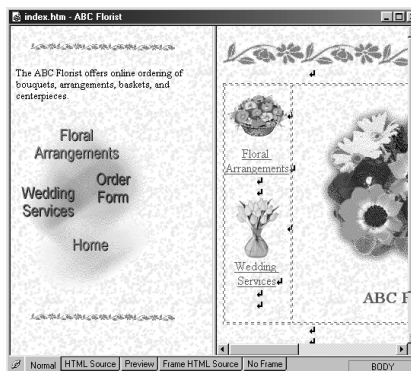 index.htm - ABC Florist
The ABC Florist offers online ordering of
bouquets, arrangements, baskets, and
centerpieces.
Floral
Arrangements
Order
Form
Wedding
Services
Home
Floral
Arrangements
Wedding
Services
ABC F
Normal
HTML Source
Preview
Frame HTML Source
No Frame
BODY